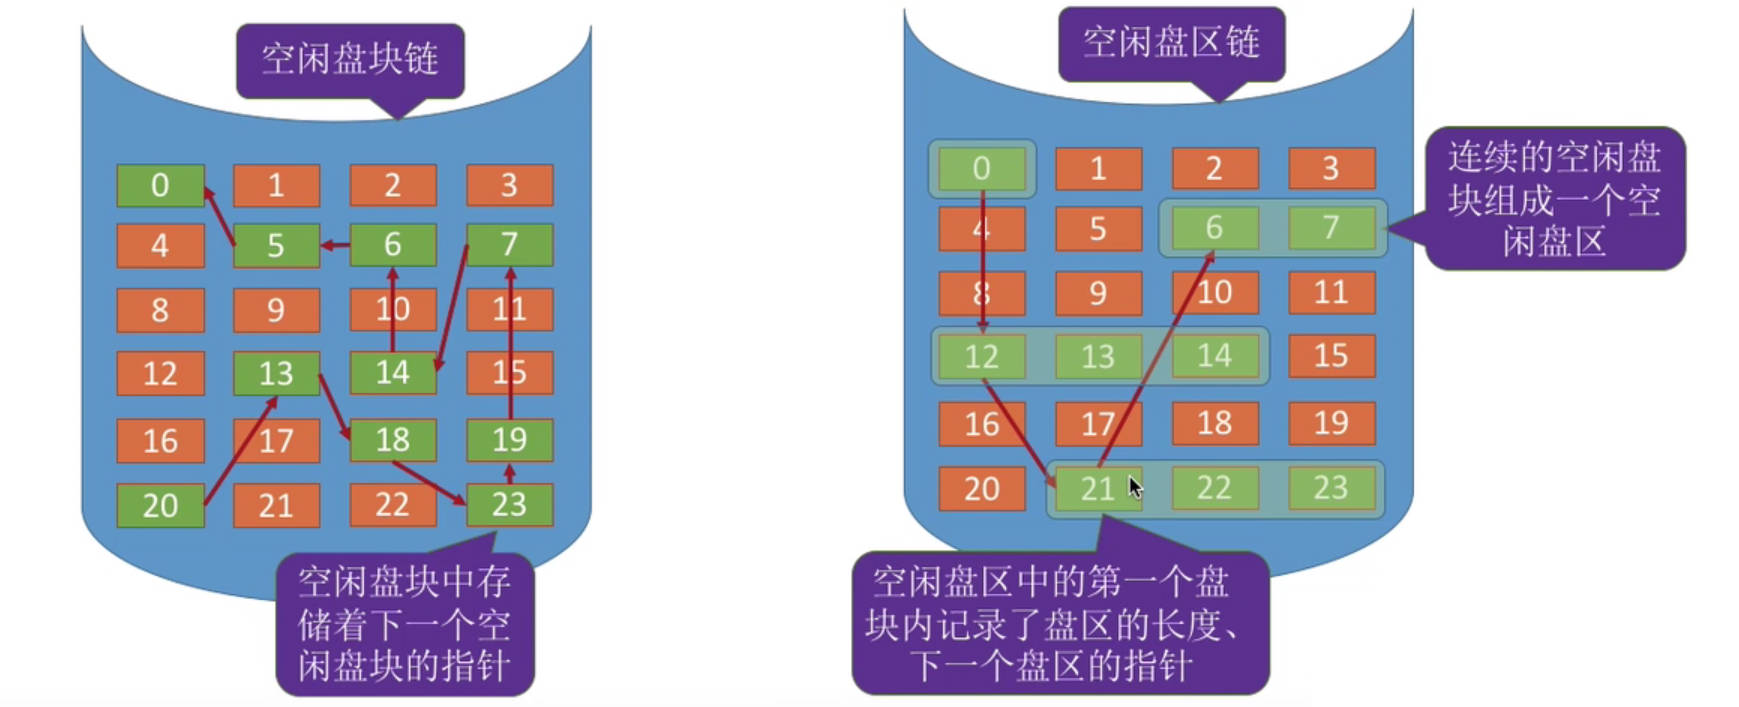 空闲盘块链
0 1 2 3
4 5 6 7
8 9 10 11
12 13 14 15
16 17 18 19
20 21 22 23
空闲盘块中存
储着下一个空
闲盘块的指针
空闲盘区链
0 1 2 3
4 5 6 7
8 9 10 11
12 13 14 15
16 17 18 19
20 21 22 23
连续的空闲盘
块组成一个空
闲盘区
空闲盘区中的第一个盘
块内记录了盘区的长度、
下一个盘区的指针